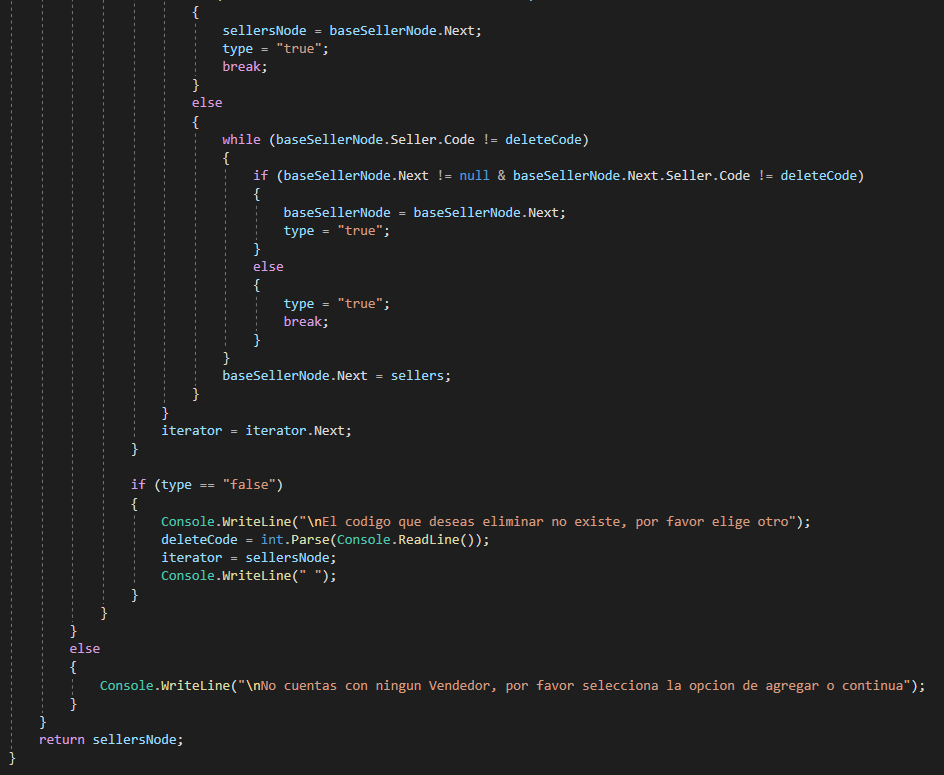 {
sellersNode = baseSellerNode.Next;
type = "true";
break;
}
else
{
while (baseSellerNode.Seller.Code != deleteCode)
{
if (baseSellerNode.Next != null & baseSellerNode.Next.Seller.Code != deleteCode)
{
baseSellerNode = baseSellerNode.Next;
type = "true";
}
else
{
type = "true";
break;
}
}
baseSellerNode.Next = sellers;
}
}
iterator = iterator.Next;
}
if (type == "false")
{
Console.WriteLine("\nEl codigo que deseas eliminar no existe, por favor elige otro");
deleteCode = int.Parse(Console.ReadLine());
iterator = sellersNode;
Console.WriteLine(" ");
}
}
}
else
{
Console.WriteLine("\nNo cuentas con ningun Vendedor, por favor selecciona la opcion de agregar o continua");
}
}
return sellersNode;
}